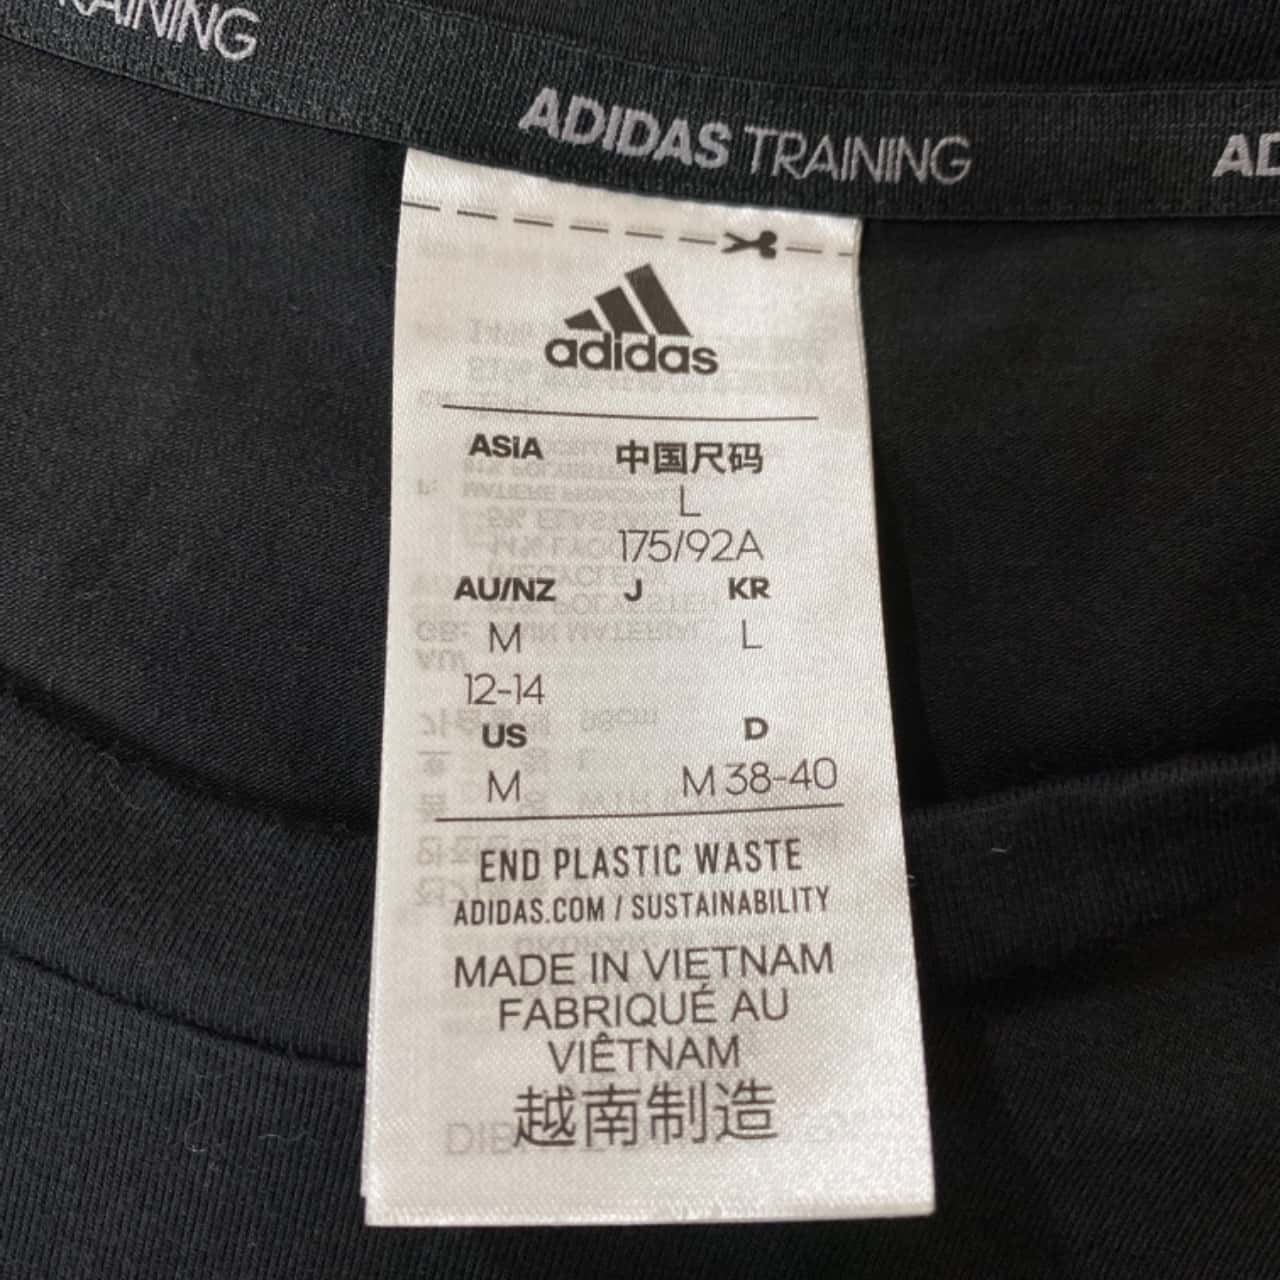 TRAINING
ADIDAS TRAINING
AD
adidas
ASIA 中国尺码
L
175/92A
AU/NZ J KR
M L
12-14
US D
M M 38-40
END PLASTIC WASTE
ADIDAS.COM / SUSTAINABILITY
MADE IN VIETNAM
FABRIQUÉ AU
VIÊTNAM
越南制造